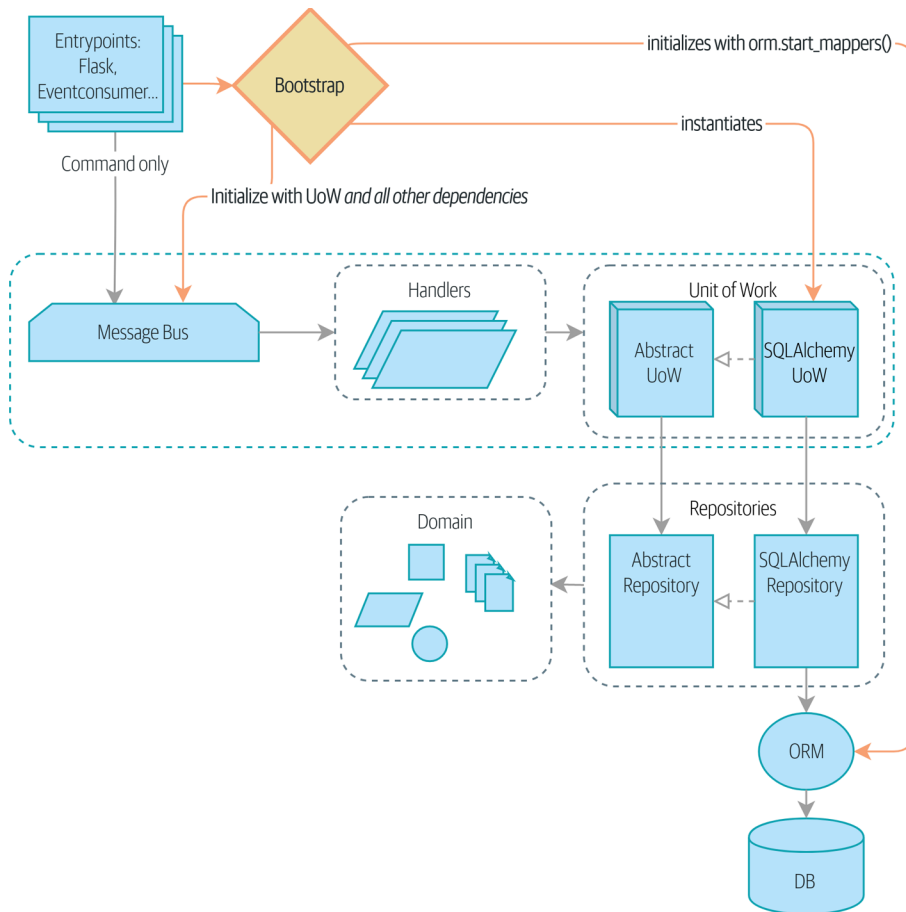 Entrypoints:
Flask,
Eventconsumer...
Bootstrap
initializes with orm.start_mappers()
instantiates
Command only
Initialize with UoW and all other dependencies
Message Bus
Handlers
Unit of Work
Abstract
UoW
SQLAlchemy
UoW
Domain
Repositories
Abstract
Repository
SQLAlchemy
Repository
ORM
DB